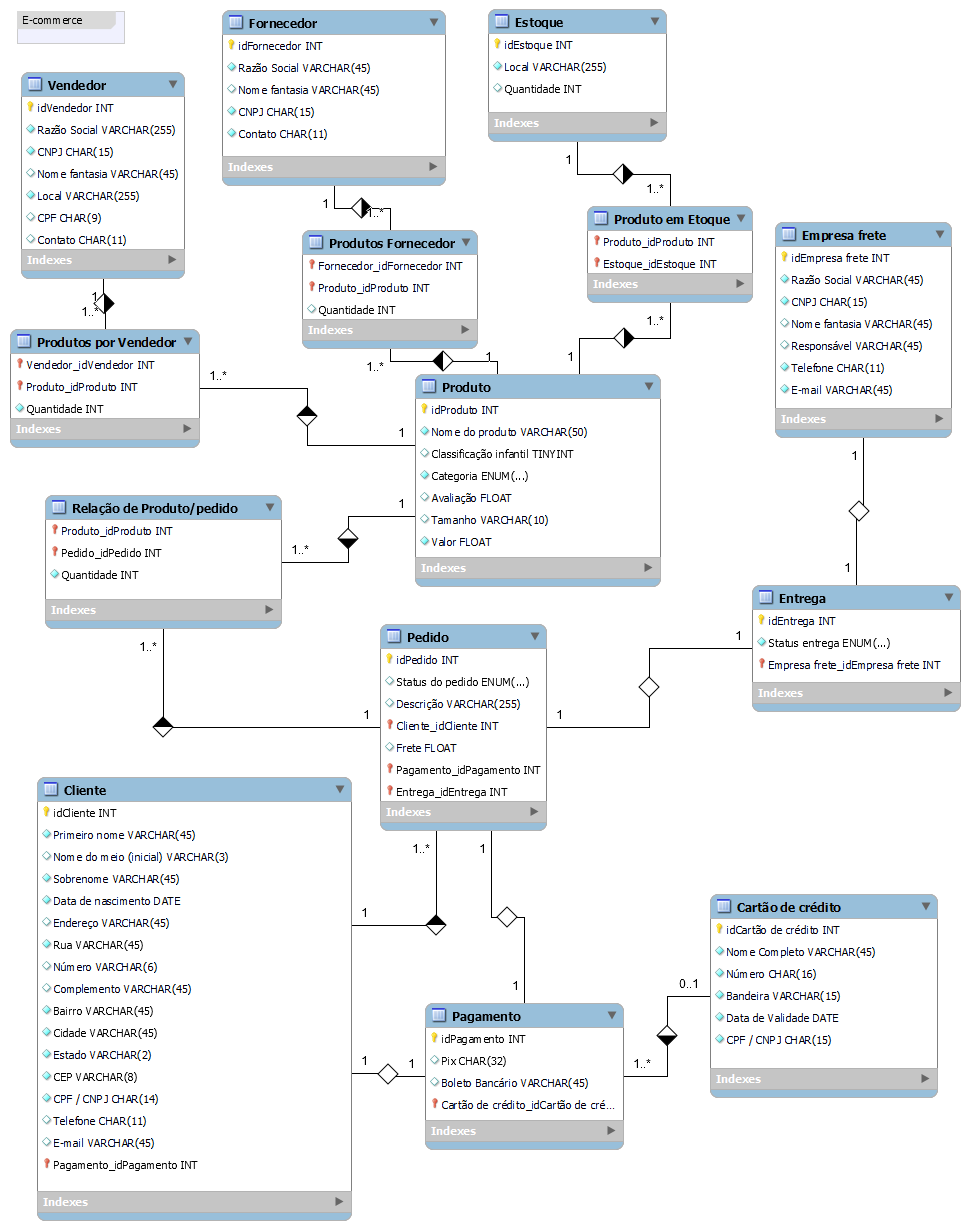 E-commerce
Fornecedor
idFornecedor INT
Razão Social VARCHAR(45)
Nome fantasia VARCHAR(45)
CNPJ CHAR(15)
Contato CHAR(11)
Indexes
Estoque
idEstoque INT
Local VARCHAR(255)
Quantidade INT
Indexes
Vendedor
idVendedor INT
Razão Social VARCHAR(255)
CNPJ CHAR(15)
Nome fantasia VARCHAR(45)
Local VARCHAR(255)
CPF CHAR(9)
Contato CHAR(11)
Indexes
1
1..*
1
1..*
1
1..*
Produtos Fornecedor
Fornecedor_idFornecedor INT
Produto_idProduto INT
Quantidade INT
Indexes
Produto em Etoque
Produto_idProduto INT
Estoque_idEstoque INT
Indexes
Empresa frete
idEmpresa frete INT
Razão Social VARCHAR(45)
CNPJ CHAR(15)
Nome fantasia VARCHAR(45)
Responsável VARCHAR(45)
Telefone CHAR(11)
E-mail VARCHAR(45)
Indexes
Produtos por Vendedor
Vendedor_idVendedor INT
Produto_idProduto INT
Quantidade INT
Indexes
1..*
1
1..*
1
1..*
1
Produto
idProduto INT
Nome do produto VARCHAR(50)
Classificação infantil TINYINT
Categoria ENUM(...)
Avaliação FLOAT
Tamanho VARCHAR(10)
Valor FLOAT
Indexes
1
1..*
Relação de Produto/pedido
Produto_idProduto INT
Pedido_idPedido INT
Quantidade INT
Indexes
1
1
Entrega
idEntrega INT
Status entrega ENUM(...)
Empresa frete_idEmpresa frete INT
Indexes
1..*
1
Pedido
idPedido INT
Status do pedido ENUM(...)
Descrição VARCHAR(255)
Cliente_idCliente INT
Frete FLOAT
Pagamento_idPagamento INT
Entrega_idEntrega INT
Indexes
1
1
Cliente
idCliente INT
Primeiro nome VARCHAR(45)
Nome do meio (inicial) VARCHAR(3)
Sobrenome VARCHAR(45)
Data de nascimento DATE
Endereço VARCHAR(45)
Rua VARCHAR(45)
Número VARCHAR(6)
Complemento VARCHAR(45)
Bairro VARCHAR(45)
Cidade VARCHAR(45)
Estado VARCHAR(2)
CEP VARCHAR(8)
CPF / CNPJ CHAR(14)
Telefone CHAR(11)
E-mail VARCHAR(45)
Pagamento_idPagamento INT
Indexes
1..*
1
1
1
Pagamento
idPagamento INT
Pix CHAR(32)
Boleto Bancário VARCHAR(45)
Cartão de crédito_idCartão de cré...
Indexes
1
1
1..*
0..1
Cartão de crédito
idCartão de crédito INT
Nome Completo VARCHAR(45)
Número CHAR(16)
Bandeira VARCHAR(15)
Data de Validade DATE
CPF / CNPJ CHAR(15)
Indexes